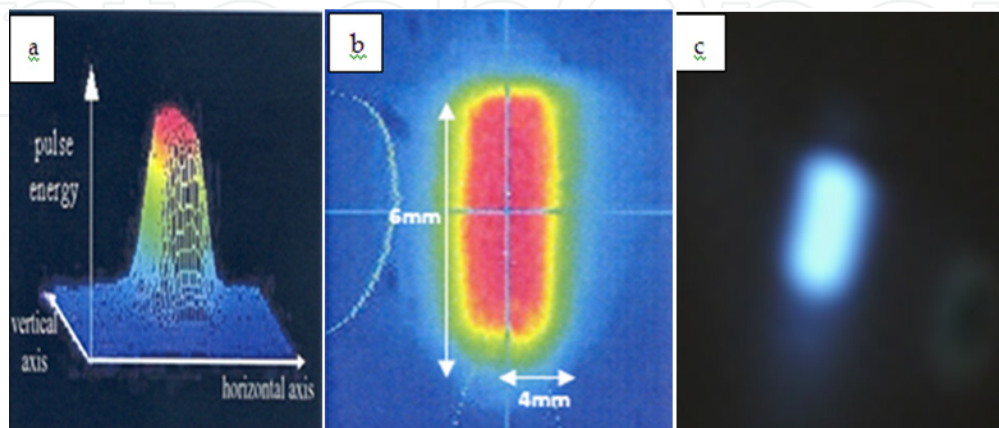 a
pulse
energy
vertical
axis
horizontal axis
b
6mm
4mm
c